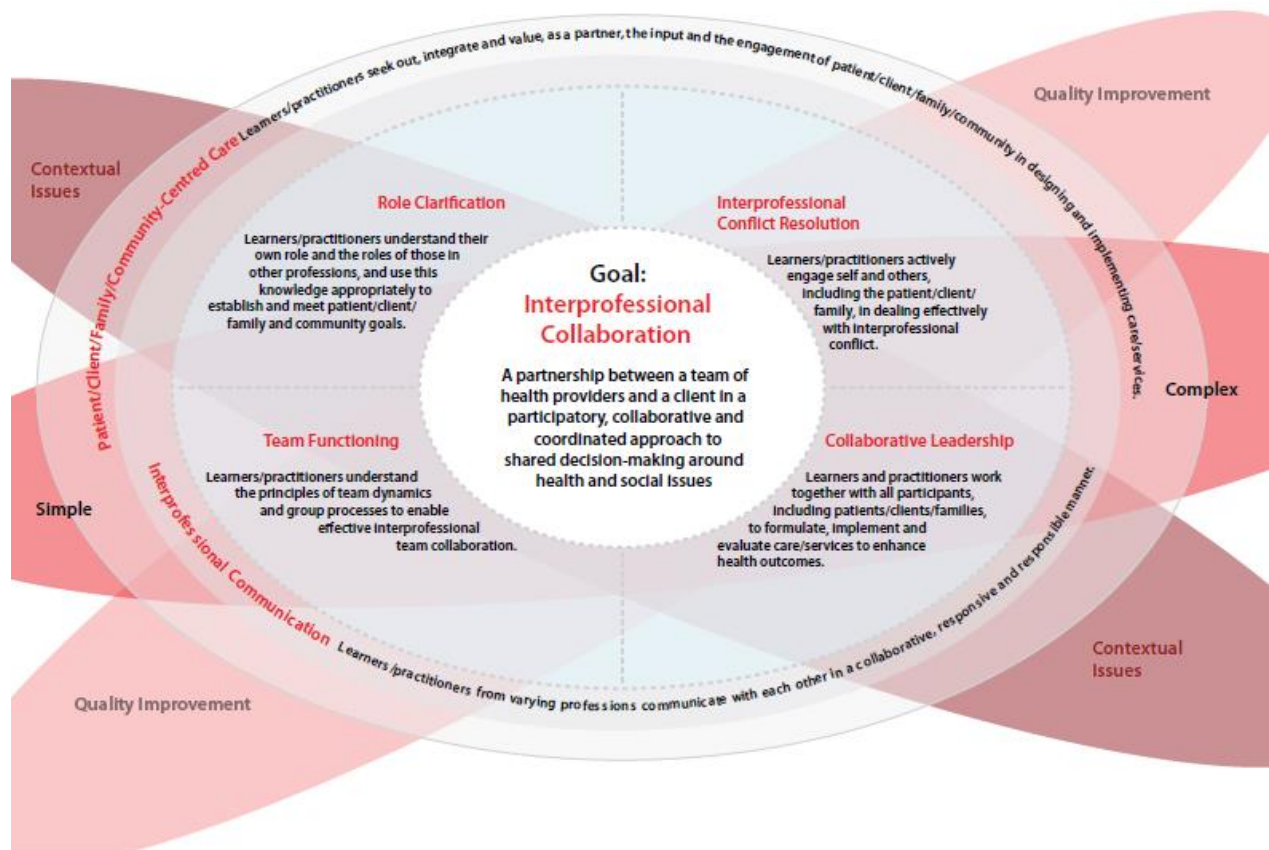 Patient/Client/Family/Community-Centred Care Learners/practitioners seek out, integrate and value, as a partner, the input and the engagement of patient/client/family/community in designing and implementing care/services.
Quality Improvement
Contextual
Issues
Role Clarification
Learners/practitioners understand their
own role and the roles of those in
other professions, and use this
knowledge appropriately to
establish and meet patient/client/
family and community goals.
Interprofessional
Conflict Resolution
Learners/practitioners actively
engage self and others,
including the patient/client/
family, in dealing effectively
with interprofessional
conflict.
Goal:
Interprofessional
Collaboration
A partnership between a team of
health providers and a client in a
participatory, collaborative and
coordinated approach to
shared decision-making around
health and social issues
Complex
Simple
Team Functioning
Learners/practitioners understand
the principles of team dynamics
and group processes to enable
effective interprofessional
team collaboration.
Collaborative Leadership
Learners and practitioners work
together with all participants,
including patients/clients/families,
to formulate, implement and
evaluate care/services to enhance
health outcomes.
Interprofessional Communication Learners/practitioners from varying professions communicate with each other in a collaborative, responsive and responsible manner.
Contextual
Issues
Quality Improvement